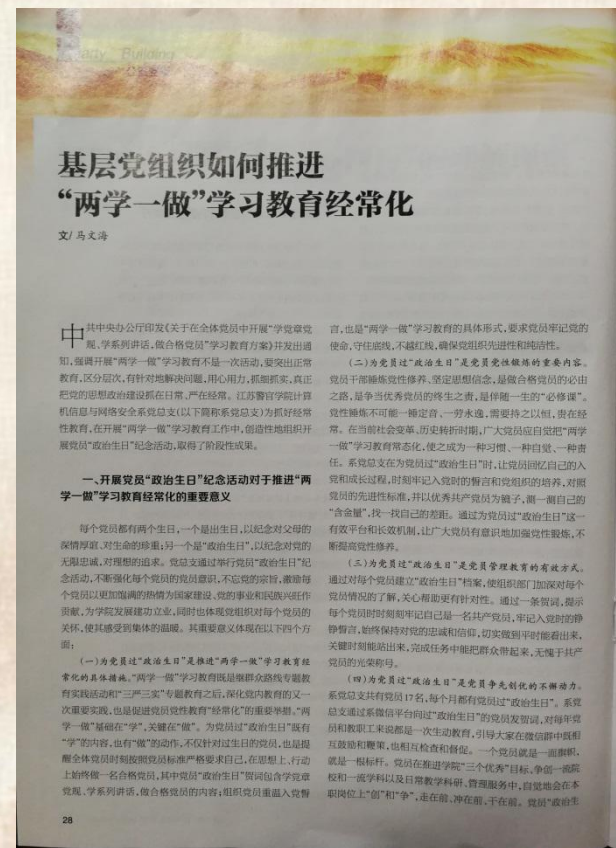 Party Building
基层党组织如何推进
“两学一做”学习教育经常化
文/ 马文海
中共中央办公厅印发《关于在全体党员中开展“学党章党
规、学系列讲话，做合格党员”学习教育方案》并发出通
知，强调开展“两学一做”学习教育不是一次活动，要突出正常
教育，区分层次，有针对地解决问题，用心用力，抓细抓实，真正
把党的思想政治建设抓在日常、严在经常。江苏警官学院计算
机信息与网络安全系党总支（以下简称系党总支）为抓好经常
性教育，在开展“两学一做”学习教育工作中，创造性地组织开
展党员“政治生日”纪念活动，取得了阶段性成果。
一、开展党员“政治生日”纪念活动对于推进“两
学一做”学习教育经常化的重要意义
每个党员都有两个生日，一个是出生日，以纪念对父母的
深情厚谊、对生命的珍重；另一个是“政治生日”，以纪念对党的
无限忠诚，对理想的追求。党总支通过举行党员“政治生日”纪
念活动，不断强化每个党员的党员意识，不忘党的宗旨，激励每
个党员以更加饱满的热情为国家建设、党的事业和民族兴旺作
贡献，为学院发展建功立业，同时也体现党组织对每个党员的
关怀，使其感受到集体的温暖。其重要意义体现在以下四个方
面：
（一）为党员过“政治生日”是推进“两学一做”学习教育经
常化的具体措施。“两学一做”学习教育既是继群众路线专题教
育实践活动和“三严三实”专题教育之后，深化党内教育的又一
次重要实践，也是促进党员党性教育“经常化”的重要举措。“两
学一做”基础在“学”，关键在“做”。为党员过“政治生日”既有
“学”的内容，也有“做”的动作，不仅针对过生日的党员，也是提
醒全体党员时刻按照党员标准严格要求自己，在思想上、行动
上始终做一名合格党员，其中党员“政治生日”贺词包含学党章
党规、学系列讲话，做合格党员的内容；组织党员重温入党誓
言，也是“两学一做”学习教育的具体形式，要求党员牢记党的
使命，守住底线，不越红线，确保党组织先进性和纯洁性。
（二）为党员过“政治生日”是党员党性锻炼的重要内容。
党员干部锤炼党性修养、坚定思想信念，是做合格党员的必由
之路，是争当优秀党员的终生之责，是伴随一生的“必修课”。
党性锤炼不可能一锤定音、一劳永逸，需要持之以恒，贵在经
常。在当前社会变革、历史转折时期，广大党员应自觉把“两学
一做”学习教育常态化，使之成为一种习惯、一种自觉、一种责
任。系党总支在为党员过“政治生日”时，让党员回忆自己的入
党和成长过程，时刻牢记入党时的誓言和党组织的培养，对照
党员的先进性标准，并以优秀共产党员为镜子，测一测自己的
“含金量”，找一找自己的差距。通过为党员过“政治生日”这一
有效平台和长效机制，让广大党员有意识地加强党性锻炼，不
断提高党性修养。
（三）为党员过“政治生日”是党员管理教育的有效方式。
通过对每个党员建立“政治生日”档案，使组织部门加深对每个
党员情况的了解，关心帮助更有针对性。通过一条贺词，提示
每个党员时时刻刻牢记自己是一名共产党员，牢记入党时的铮
铮誓言，始终保持对党的忠诚和信仰，切实做到平时能看出来，
关键时刻能站出来，完成任务中能把群众带起来，无愧于共产
党员的光荣称号。
（四）为党员过“政治生日”是党员争先创优的不懈动力。
系党总支共有党员17名，每个月都有党员过“政治生日”。系党
总支通过系微信平台向过“政治生日”的党员发贺词，对每年党
员和教职工来说都是一次生动教育，引导大家在微信群中既相
互鼓励和鞭策，也相互检查和督促。一个党员就是一面旗帜，
就是一根标杆。党员在推进学院“三个优秀”目标，争创一流院
校和一流学科以及日常教学科研、管理服务中，自觉地会在本
职岗位上“创”和“争”，走在前、冲在前、干在前。党员“政治生
28